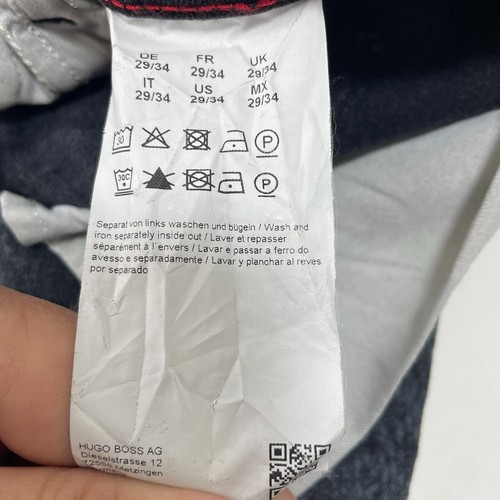 DE FR UK
29/34 29/34 29/34
IT US MX
29/34 29/34 29/34
30 P
30C P
Separat von links waschen und bügeln / Wash and
iron separately inside out / Laver et repasser
séparément à l'envers / Lavar e passar a ferro do
avesso e separadamente / Lavar y planchar al reves
por separado
HUGO BOSS AG
Dieselstrasse 12
72555 Metzingen